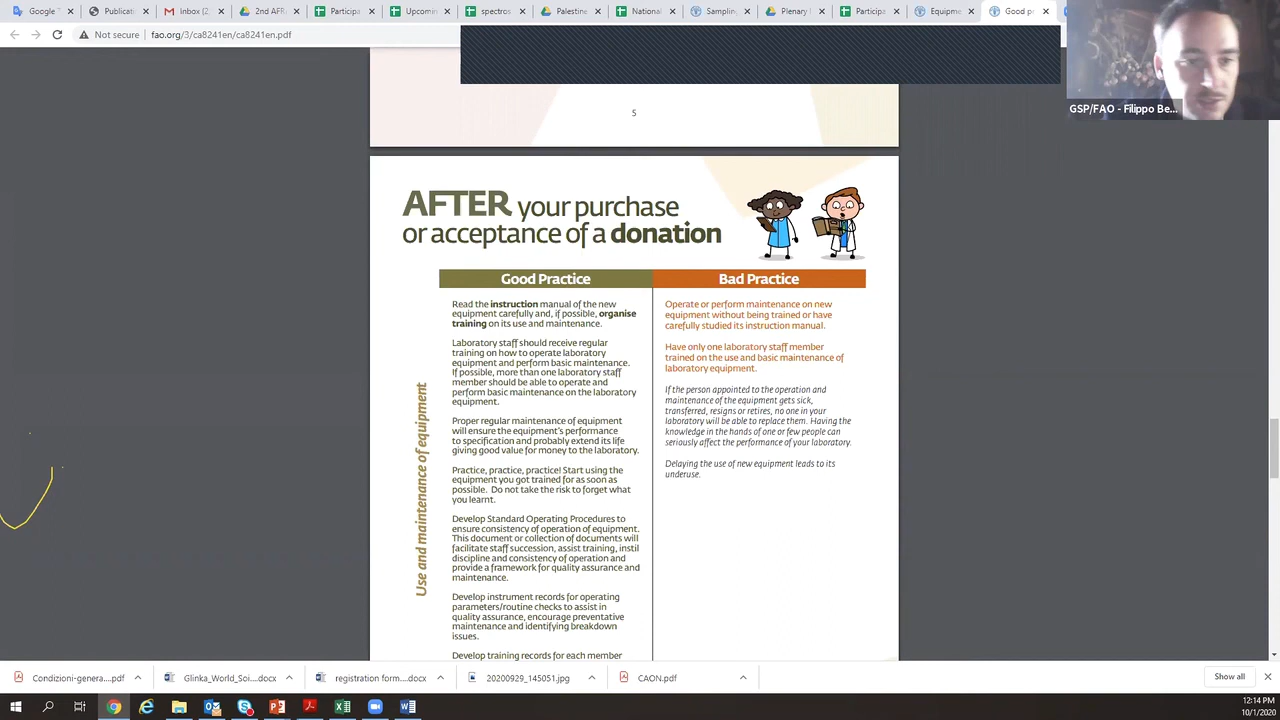 Google
Publicatio
Inbox (2
2nd AFR
Participa
Upcomin
spectros
Palestine
National
Sampling
Plenary
Participa
Equipme
Good p
Not secure fao.org/3/ca8241en/ca8241en.pdf
GSP/FAO - Filippo Be...
5
AFTER your purchase
or acceptance of a donation
Good Practice
Bad Practice
Use and maintenance of equipment
Read the instruction manual of the new
equipment carefully and, if possible, organise
training on its use and maintenance.
Laboratory staff should receive regular
training on how to operate laboratory
equipment and perform basic maintenance.
If possible, more than one laboratory staff
member should be able to operate and
perform basic maintenance on the laboratory
equipment.
Proper regular maintenance of equipment
will ensure the equipment's performance
to specification and probably extend its life
giving good value for money to the laboratory.
Practice, practice, practice! Start using the
equipment you got trained for as soon as
possible. Do not take the risk to forget what
you learnt.
Develop Standard Operating Procedures to
ensure consistency of operation of equipment.
This document or collection of documents will
facilitate staff succession, assist training, instil
discipline and consistency of operation and
provide a framework for quality assurance and
maintenance.
Develop instrument records for operating
parameters/routine checks to assist in
quality assurance, encourage preventative
maintenance and identifying breakdown
issues.
Develop training records for each member
Operate or perform maintenance on new
equipment without being trained or have
carefully studied its instruction manual.
Have only one laboratory staff member
trained on the use and basic maintenance of
laboratory equipment.
If the person appointed to the operation and
maintenance of the equipment gets sick,
transferred, resigns or retires, no one in your
laboratory will be able to replace them. Having the
knowledge in the hands of one or few people can
seriously affect the performance of your laboratory.
Delaying the use of new equipment leads to its
underuse.
Condizioni-genera....pdf
Glinka_World_Soi....docx
registration form....docx
20200929_145051.jpg
CAON.pdf
Show all
12:14 PM
10/1/2020